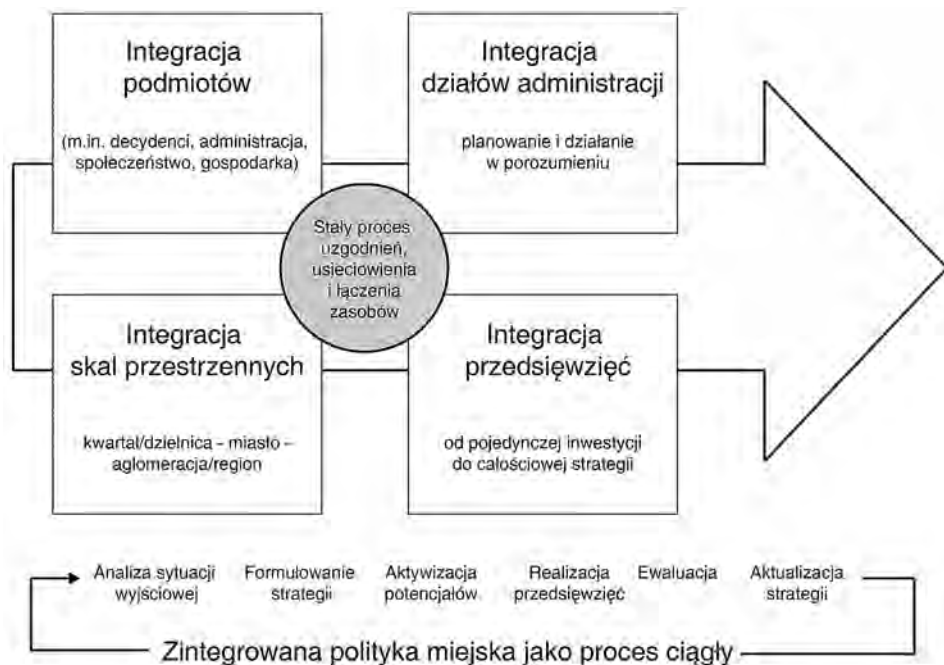 Integracja
podmiotów
(m.in. decydenci, administracja,
społeczeństwo, gospodarka)
Integracja
działów administracji
planowanie i działanie
w porozumieniu
Stały proces
uzgodnień,
usieciowienia
i łączenia
zasobów
Integracja
skal przestrzennych
kwartał/dzielnica – miasto –
aglomeracja/region
Integracja
przedsięwzięć
od pojedynczej inwestycji
do całościowej strategii
Analiza sytuacji
wyjściowej
Formułowanie
strategii
Aktywizacja
potencjałów
Realizacja
przedsięwzięć
Ewaluacja
Aktualizacja
strategii
Zintegrowana polityka miejska jako proces ciągły